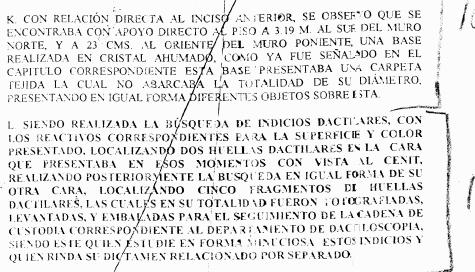 K. CON RELACIÓN DIRECTA AL INCISO ANTERIOR, SE OBSERVO QUE SE
ENCONTRABA CON APOYO DIRECTO AL PISO A 3.19 M. AL SUR DEL MURO
NORTE, Y A 23 CMS. AL ORIENTE DEL MURO PONIENTE, UNA BASE
REALIZADA EN CRISTAL AHUMADO, COMO YA FUE SEÑALADO EN EL
CAPITULO CORRESPONDIENTE ESTA BASE PRESENTABA UNA CARPETA
TEJIDA LA CUAL NO ABARCABA LA TOTALIDAD DE SU DIÁMETRO,
PRESENTANDO EN IGUAL FORMA DIFERENTES OBJETOS SOBRE ESTA.
L. SIENDO REALIZADA LA BÚSQUEDA DE INDICIOS DACTILARES, CON
LOS REACTIVOS CORRESPONDIENTES PARA LA SUPERFICIE Y COLOR
PRESENTADO, LOCALIZANDO DOS HUELLAS DACTILARES EN LA CARA
QUE PRESENTABA EN ESOS MOMENTOS CON VISTA AL CENIT,
REALIZANDO POSTERIORMENTE LA BUSQUEDA EN IGUAL FORMA DE SU
OTRA CARA, LOCALIZANDO CINCO FRAGMENTOS DE HUELLAS
DACTILARES, LAS CUALES EN SU TOTALIDAD FUERON FOTOGRAFIADAS,
LEVANTADAS, Y EMBALADAS PARA EL SEGUIMIENTO DE LA CADENA DE
CUSTODIA CORRESPONDIENTE AL DEPARTAMENTO DE DACTILOSCOPIA,
SIENDO ESTE QUIEN ESTUDIE EN FORMA MINUCIOSA ESTOS INDICIOS Y
QUIEN RINDA SU DICTAMEN RELACIONADO POR SEPARADO.